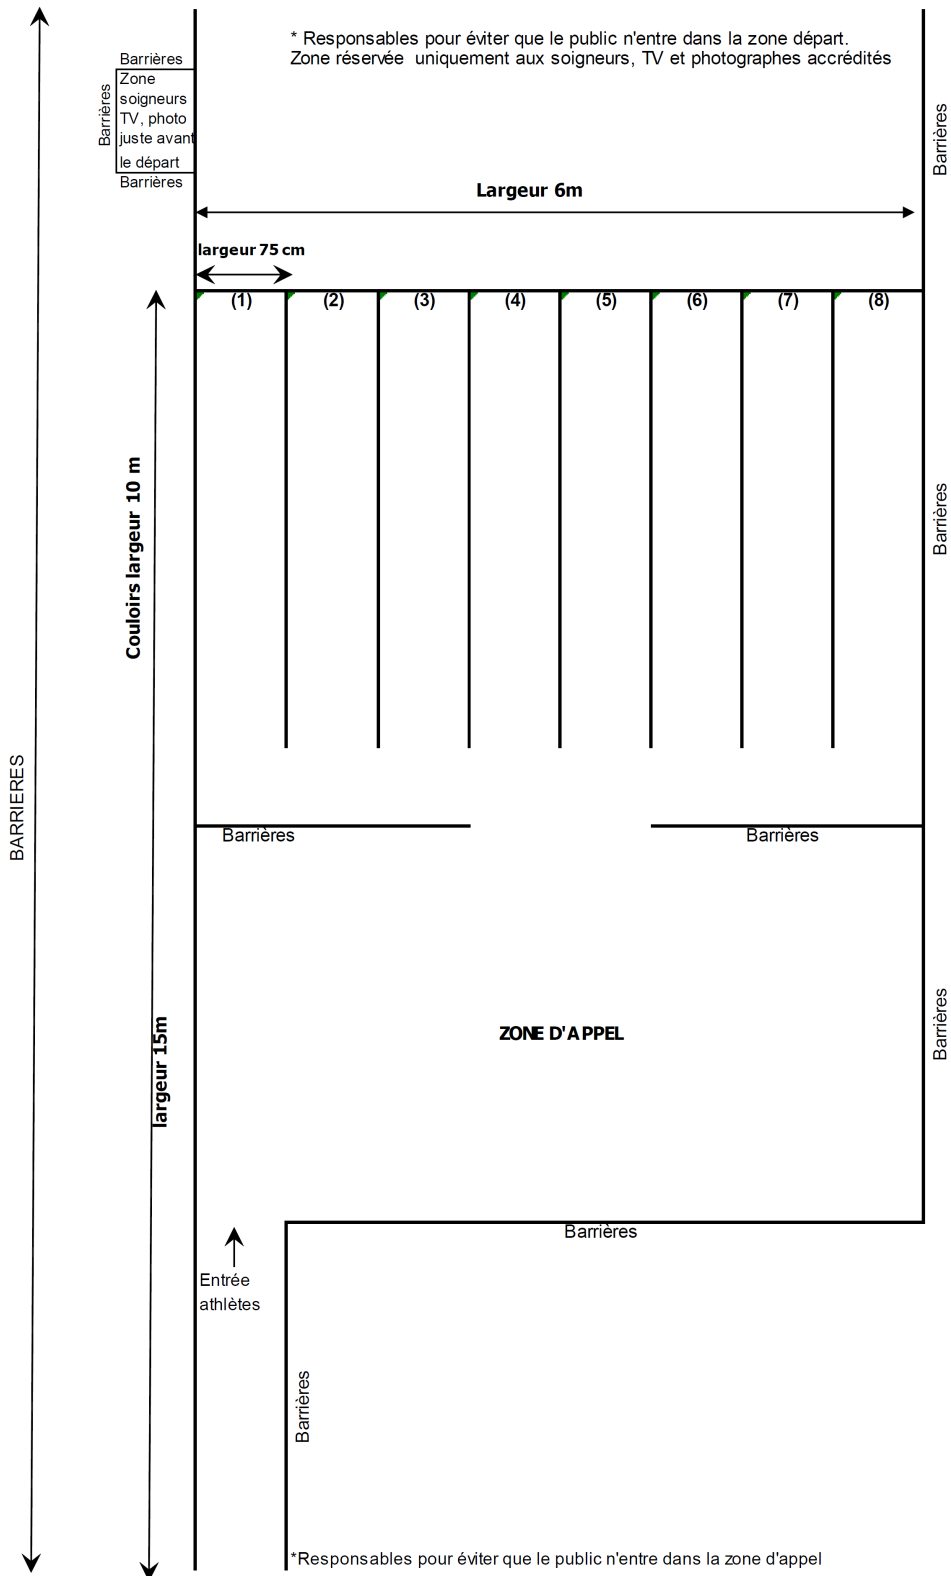 * Responsables pour éviter que le public n'entre dans la zone départ.
Zone réservée uniquement aux soigneurs, TV et photographes accrédités
Barrières
Zone
soigneurs
TV, photo
juste avant
le départ
Barrières
Barrières
Barrières
Largeur 6m
largeur 75 cm
(1) (2) (3) (4) (5) (6) (7) (8)
Couloirs largeur 10 m
Barrières
BARRIERES
Barrières
Barrières
largeur 15m
ZONE D'APPEL
Barrières
Barrières
Entrée
athlètes
Barrières
*Responsables pour éviter que le public n'entre dans la zone d'appel